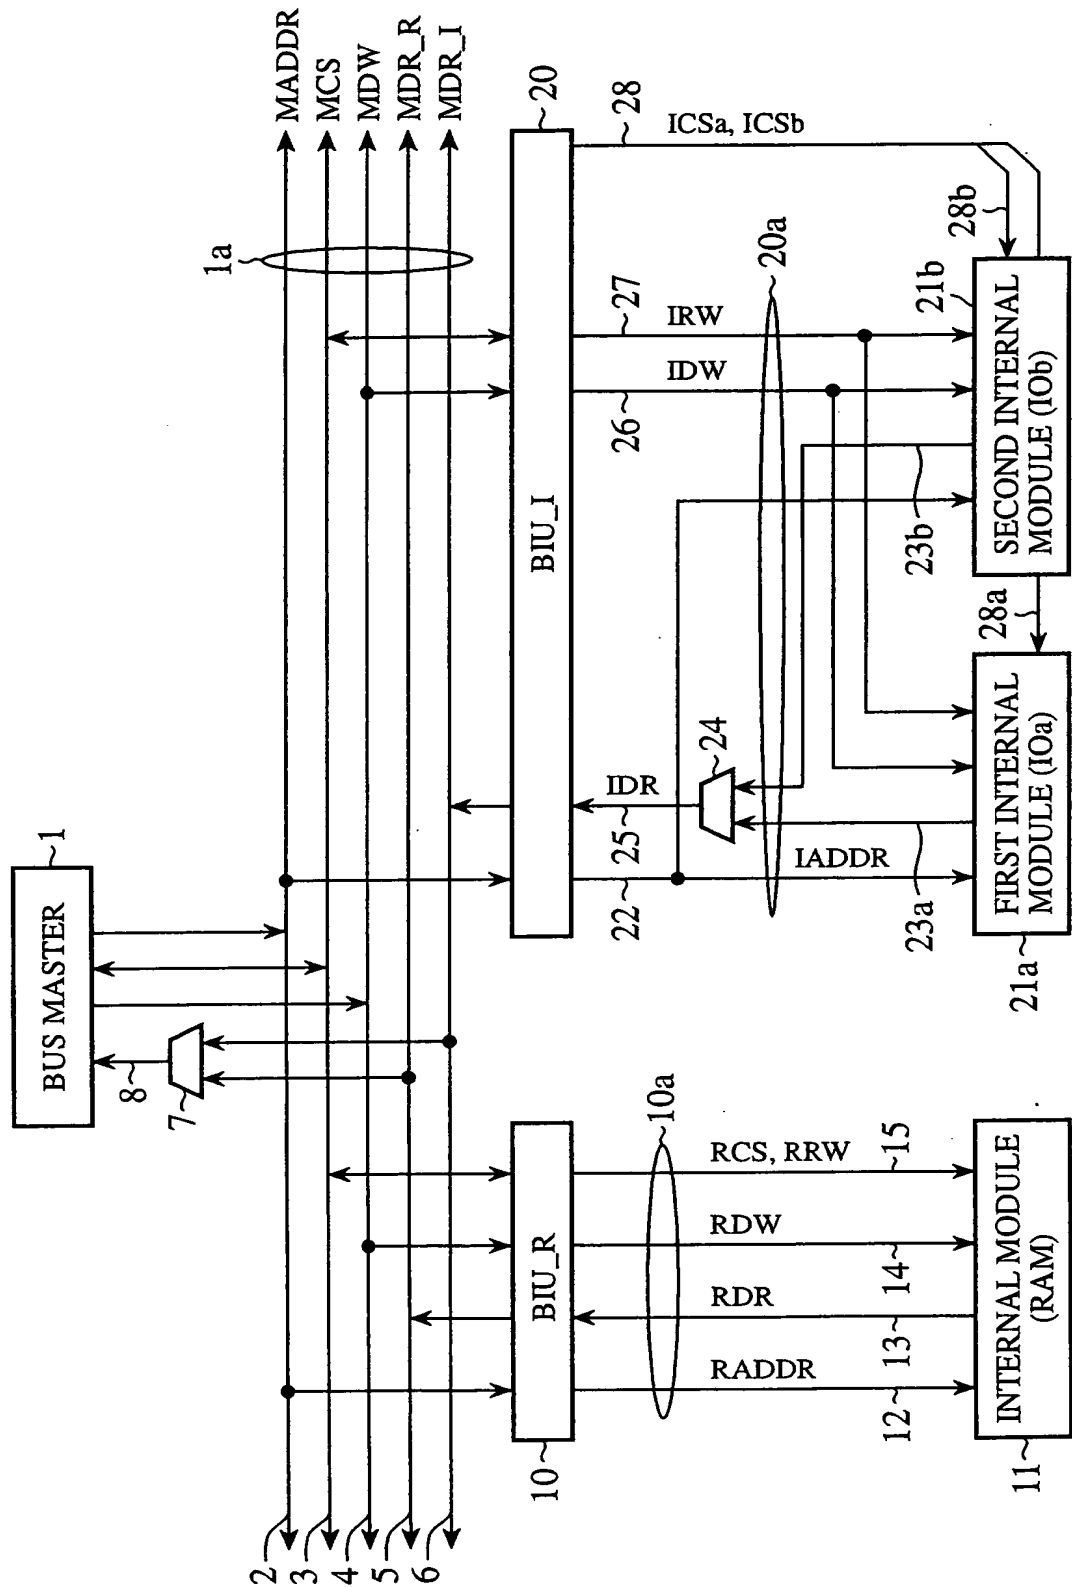 BUS MASTER
1
8
7
2
3
4
5
6
1a
MADDR
MCS
MDW
MDR_R
MDR_I
10
BIU_R
BIU_I
20
10a
RADDR
RDR
RDW
RCS, RRW
12
13
14
15
INTERNAL MODULE
(RAM)
11
22
IADDR
25
IDR
24
26
IDW
27
IRW
28
ICSa, ICSb
20a
23a
23b
28a
28b
FIRST INTERNAL
MODULE (IOa)
21a
SECOND INTERNAL
MODULE (IOb)
21b